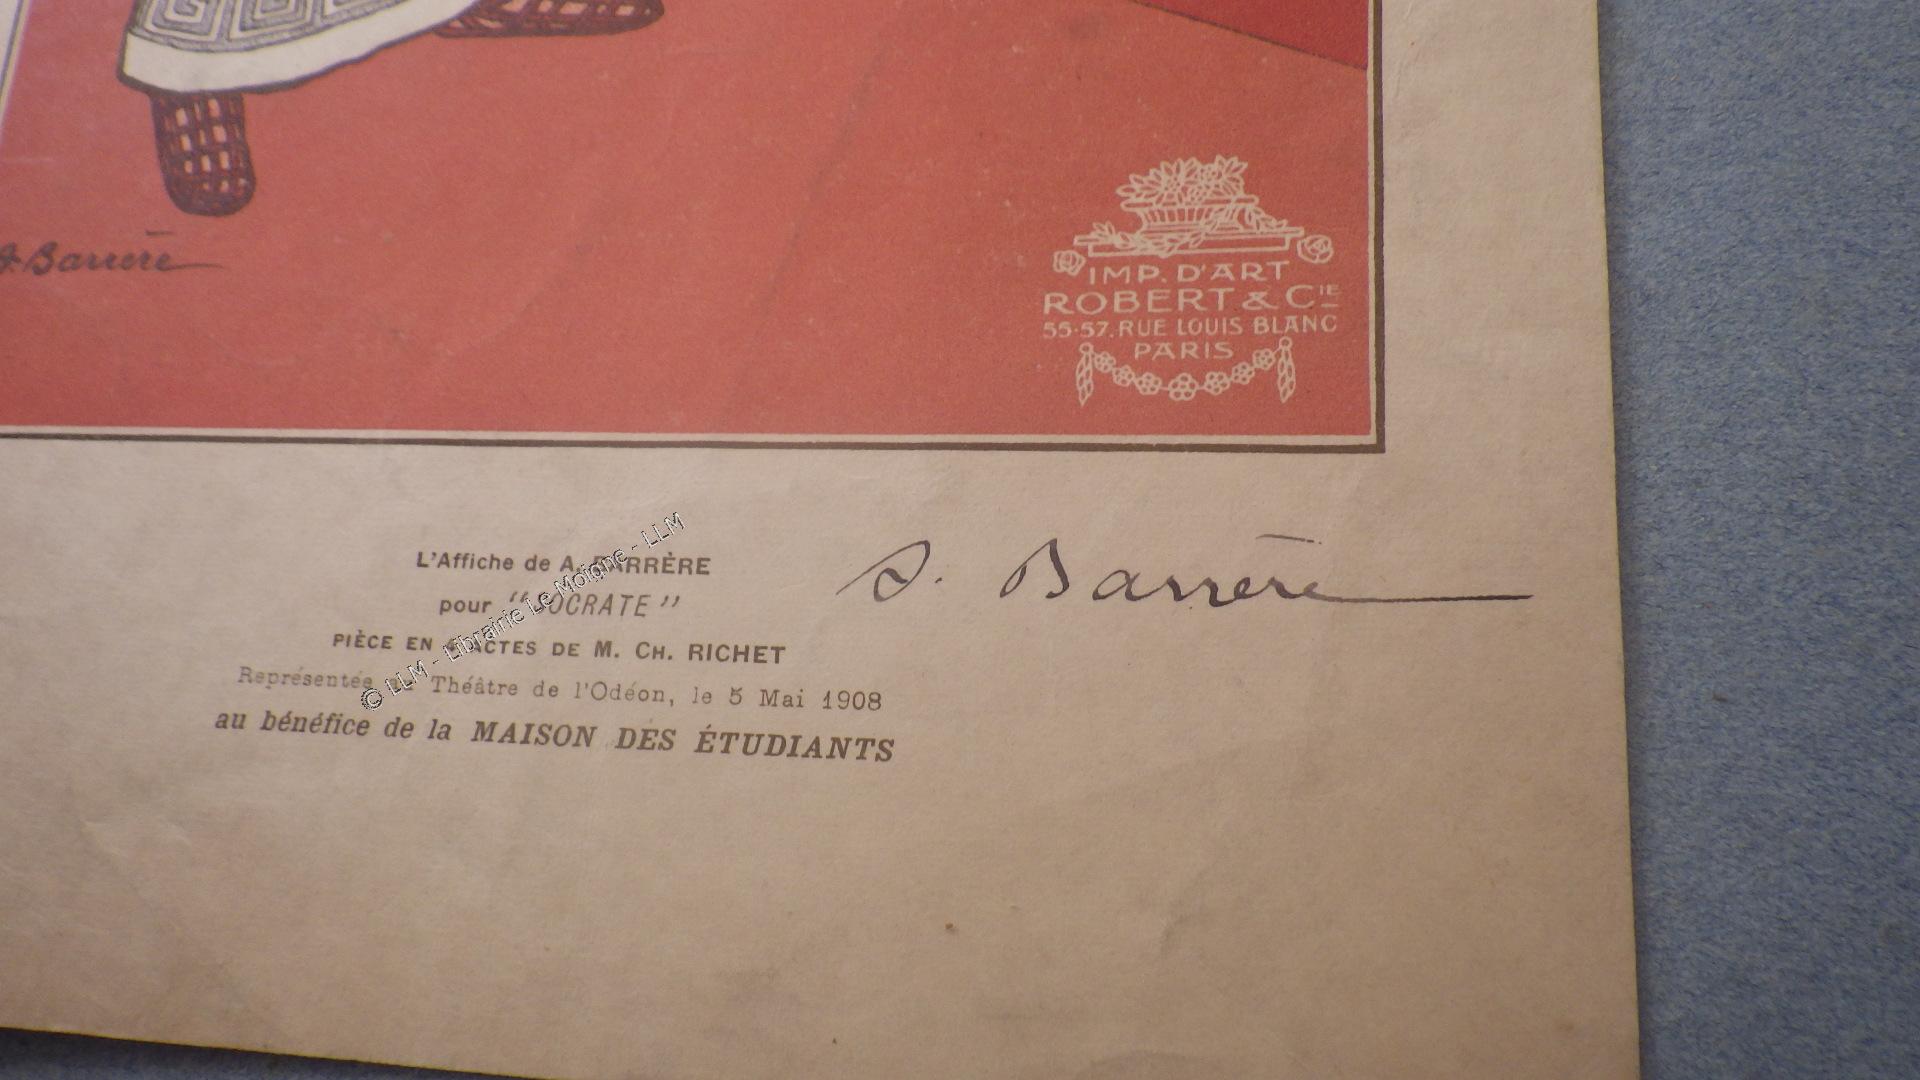 A. Barrère
IMP. D'ART
ROBERT & CIE
55-57. RUE LOUIS BLANC
PARIS
L'Affiche de A. BARRÈRE
pour "SOCRATE"
PIÈCE EN ACTES DE M. CH. RICHET
Représentée au Théâtre de l'Odéon, le 5 Mai 1908
au bénéfice de la MAISON DES ÉTUDIANTS
A. Barrère
© LLM - Librairie Le Moigne - LLM